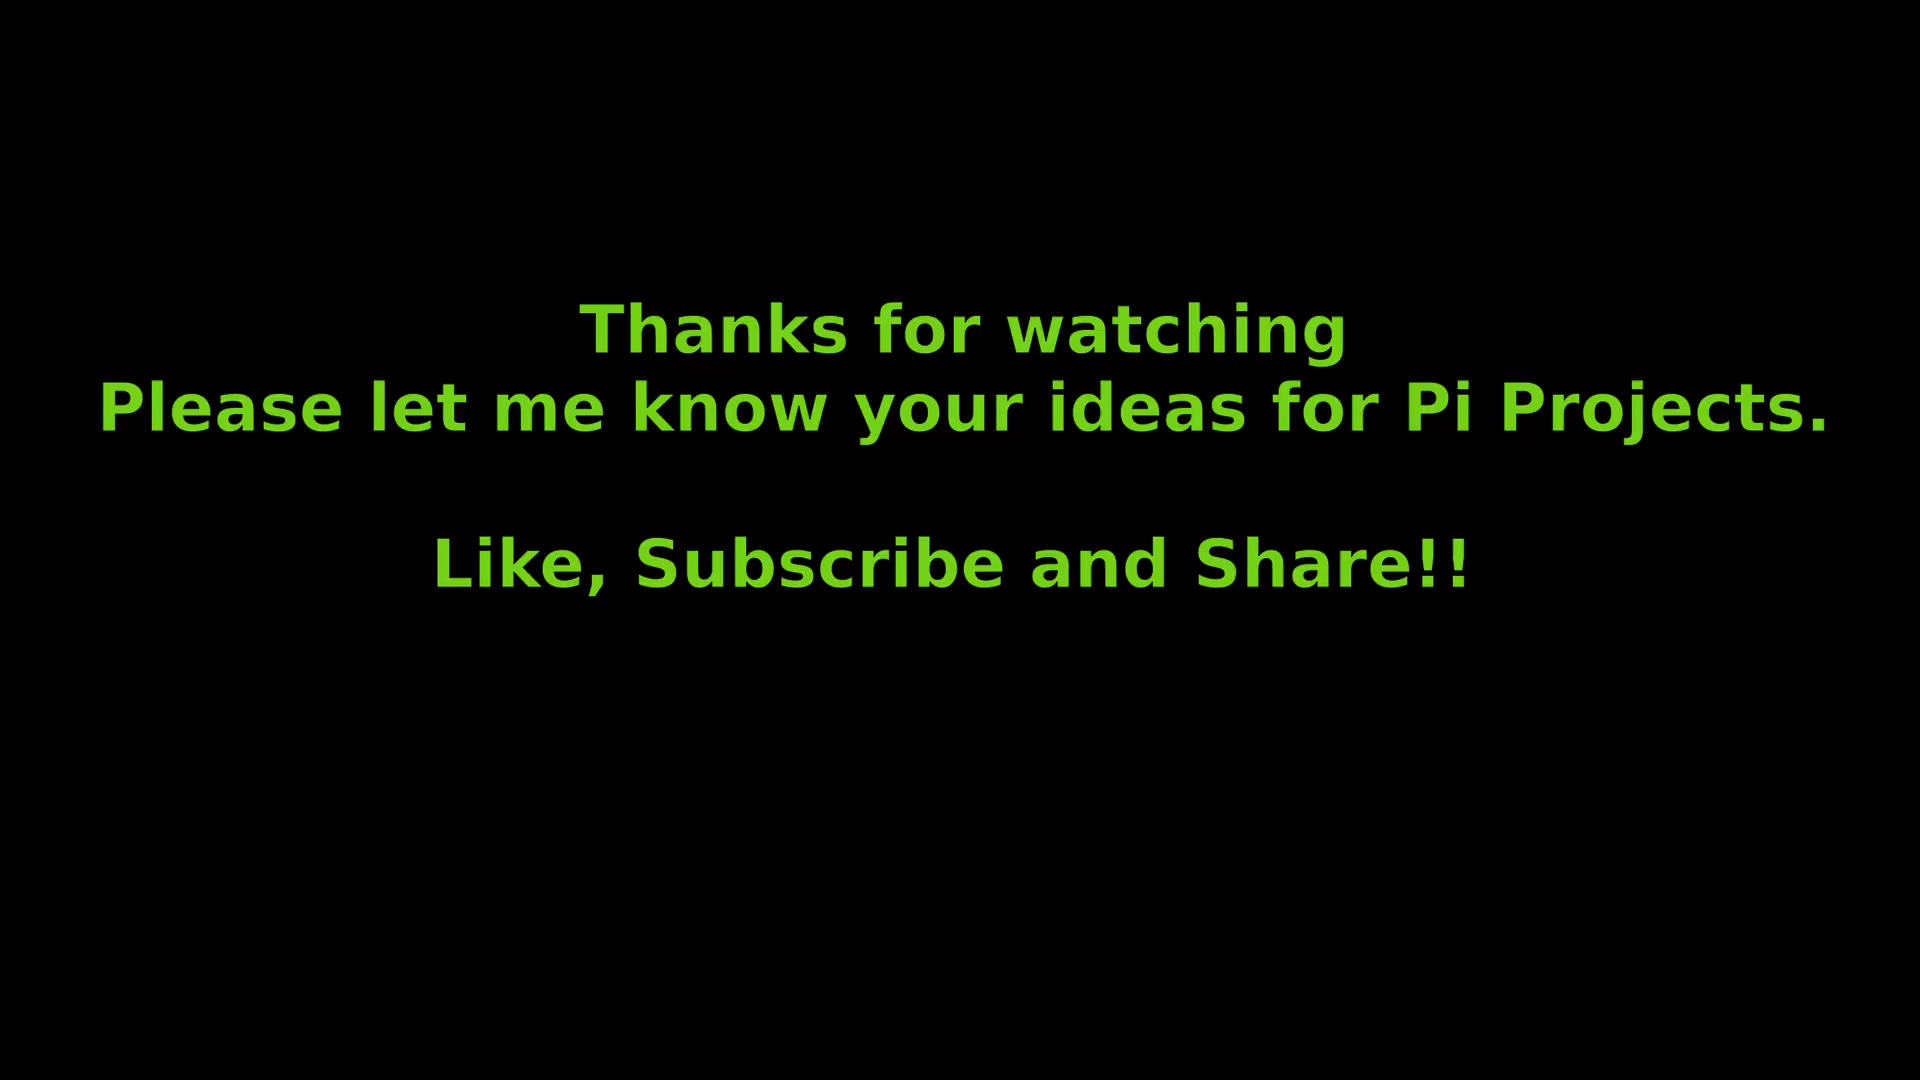 Thanks for watching
Please let me know your ideas for Pi Projects.
Like, Subscribe and Share!!